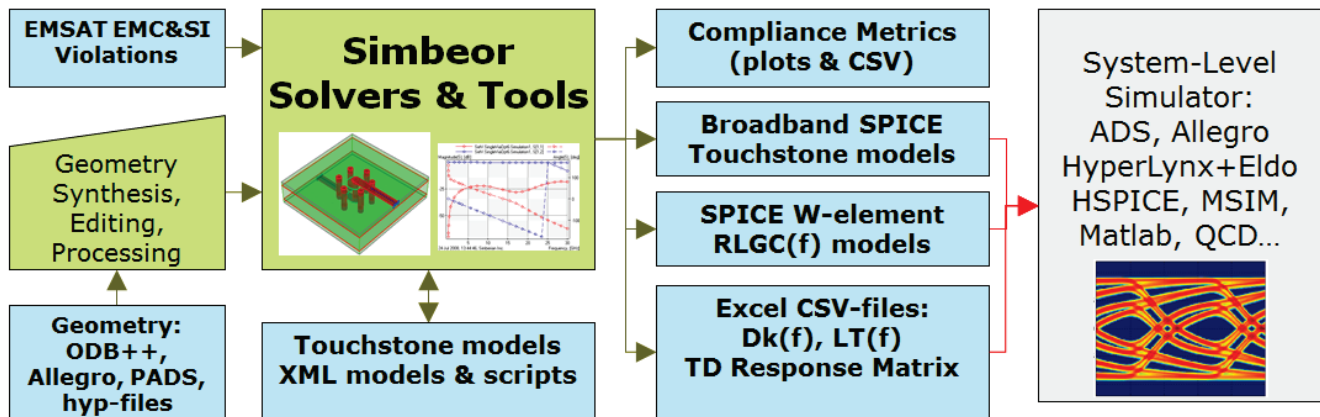 EMSAT EMC&SI
Violations
Geometry
Synthesis,
Editing,
Processing
Geometry:
ODB++,
Allegro, PADS,
hyp-files
Simbeor
Solvers & Tools
Touchstone models
XML models & scripts
Compliance Metrics
(plots & CSV)
Broadband SPICE
Touchstone models
SPICE W-element
RLGC(f) models
Excel CSV-files:
Dk(f), LT(f)
TD Response Matrix
System-Level
Simulator:
ADS, Allegro
HyperLynx+Eldo
HSPICE, MSIM,
Matlab, QCD...